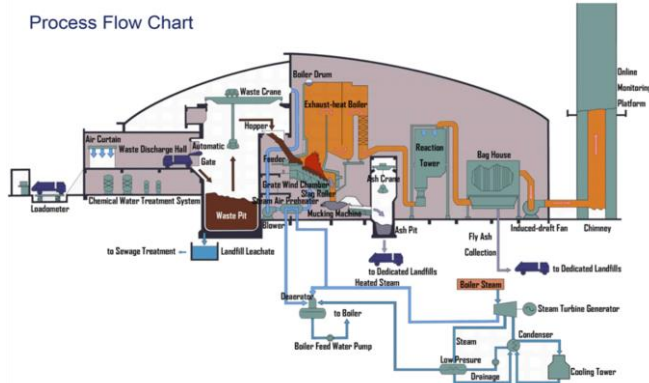 Process Flow Chart
Boiler Drum
Waste Crane
Exhaust-heat Boiler
Online
Monitoring
Platform
Hopper
Air Curtain
Waste Discharge Hall
Automatic
Gate
Reaction
Tower
Bag House
Feeder
Grate Wind Chamber
Ash Crane
Slag Roller
Loadometer
Chemical Water Treatment System
Steam Air Preheater
Waste Pit
Mucking Machine
Blower
Ash Pit
Induced-draft Fan
Chimney
Fly Ash
Collection
to Sewage Treatment
Landfill Leachate
to Dedicated Landfills
to Dedicated Landfills
Heated Steam
Boiler Steam
Deaerator
Steam Turbine Generator
to Boiler
Steam
Condenser
Boiler Feed Water Pump
Low Presure
Drainage
Cooling Tower